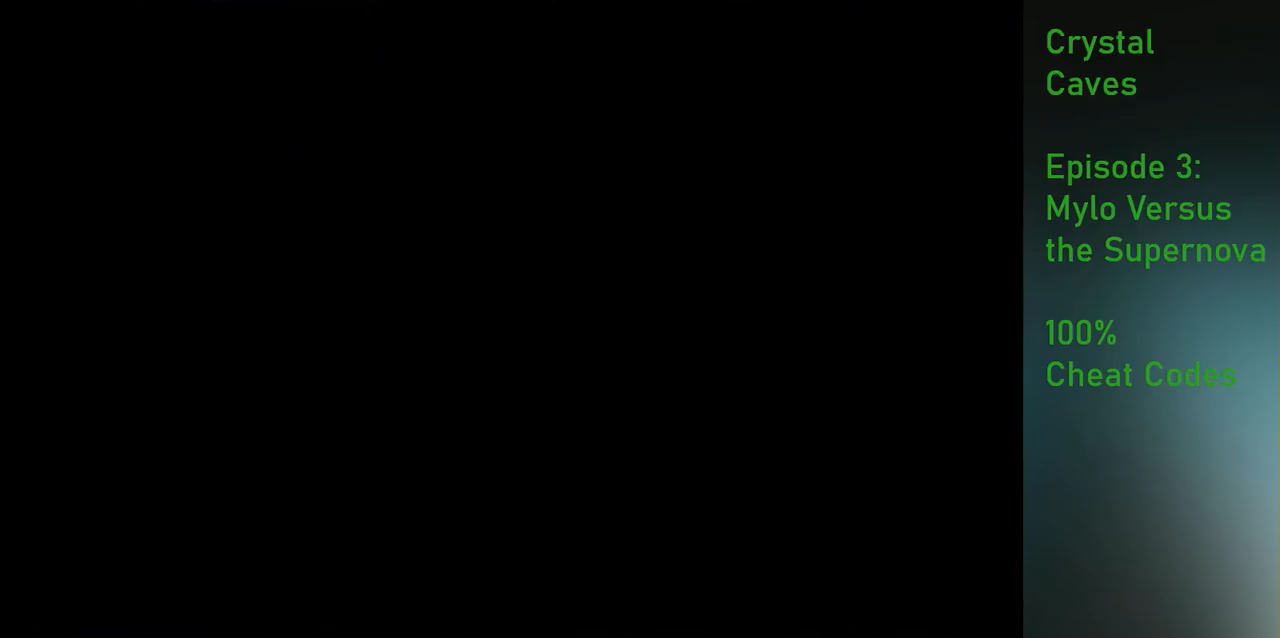 Crystal
Caves
Episode 3:
Mylo Versus
the Supernova
100%
Cheat Codes